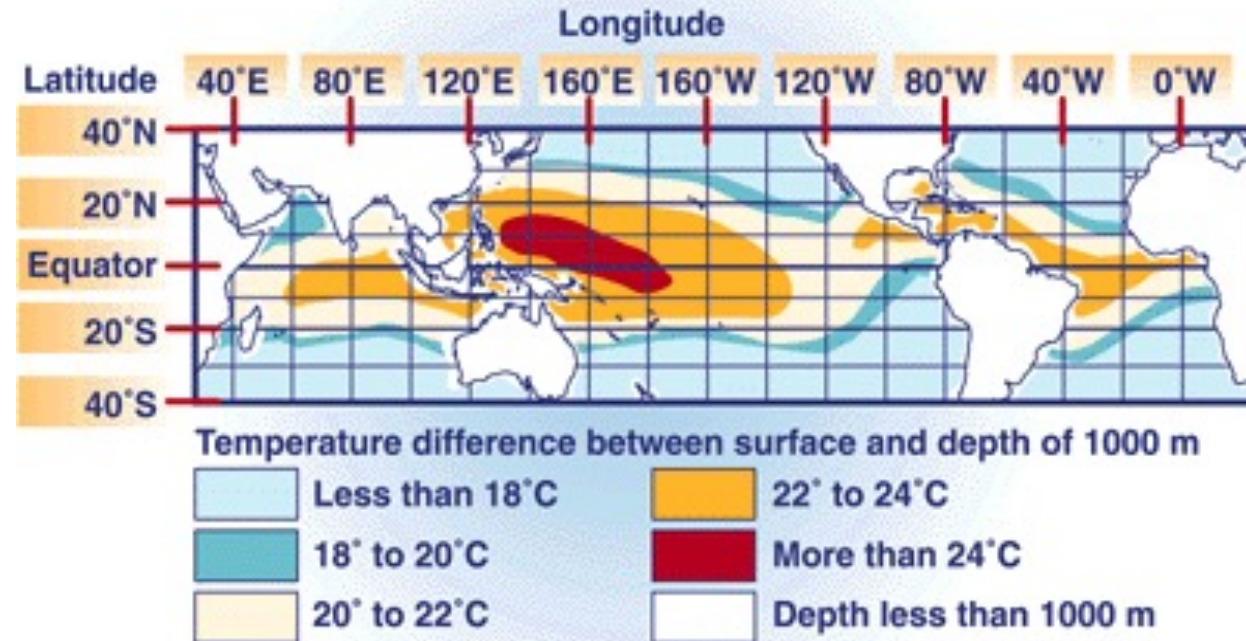 Longitude
Latitude 40°E 80°E 120°E 160°E 160°W 120°W 80°W 40°W 0°W
40°N
20°N
Equator
20°S
40°S
Temperature difference between surface and depth of 1000 m
Less than 18°C 22° to 24°C
18° to 20°C More than 24°C
20° to 22°C Depth less than 1000 m